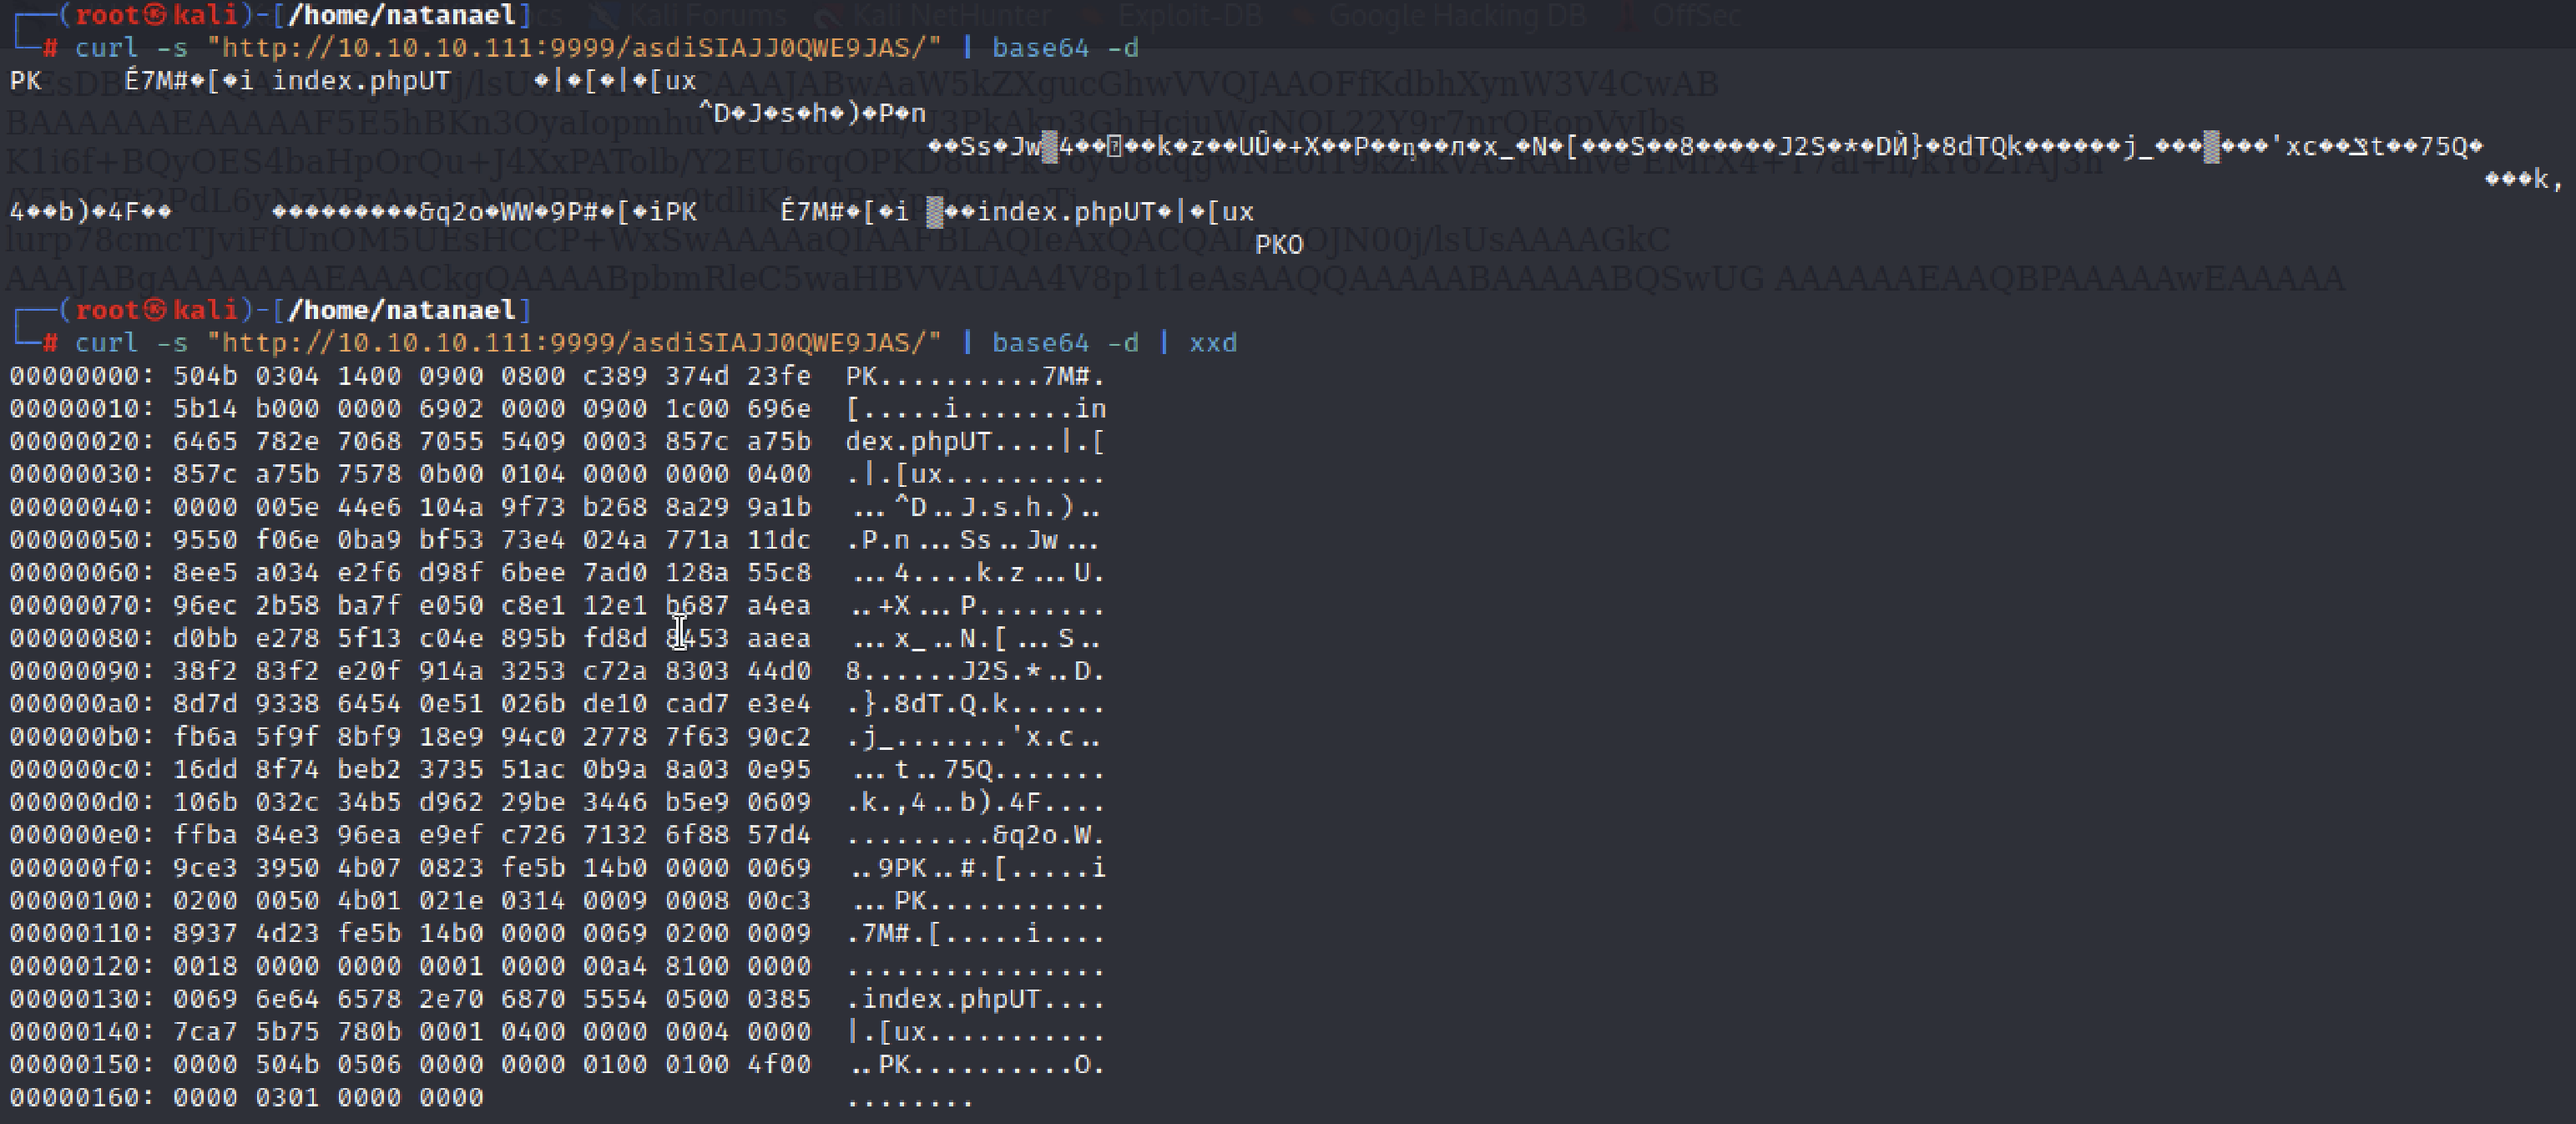 ┌──(root㉿kali)-[/home/natanael]
└─# curl -s "http://10.10.10.111:9999/asdiSIAJJ0QWE9JAS/" | base64 -d
PK É7M#�[�i index.phpUT �|�[�|�[ux
^D�J�s�h�)�P�n
4��b)�4F�� ����������&q2o�WW�9P#�[�iPK É7M#�[�i ▒��index.phpUT�|�[ux
PKO
┌──(root㉿kali)-[/home/natanael]
└─# curl -s "http://10.10.10.111:9999/asdiSIAJJ0QWE9JAS/" | base64 -d | xxd
00000000: 504b 0304 1400 0900 0800 c389 374d 23fe PK..........7M#.
00000010: 5b14 b000 0000 6902 0000 0900 1c00 696e [.....i.......in
00000020: 6465 782e 7068 7055 5409 0003 857c a75b dex.phpUT....|.[
00000030: 857c a75b 7578 0b00 0104 0000 0000 0400 .|.[ux..........
00000040: 0000 005e 44e6 104a 9f73 b268 8a29 9a1b ...^D..J.s.h.)..
00000050: 9550 f06e 0ba9 bf53 73e4 024a 771a 11dc .P.n...Ss..Jw...
00000060: 8ee5 a034 e2f6 d98f 6bee 7ad0 128a 55c8 ...4....k.z...U.
00000070: 96ec 2b58 ba7f e050 c8e1 12e1 b687 a4ea ..+X...P........
00000080: d0bb e278 5f13 c04e 895b fd8d 8453 aaea ...x_..N.[...S..
00000090: 38f2 83f2 e20f 914a 3253 c72a 8303 44d0 8......J2S.*..D.
000000a0: 8d7d 9338 6454 0e51 026b de10 cad7 e3e4 .}.8dT.Q.k......
000000b0: fb6a 5f9f 8bf9 18e9 94c0 2778 7f63 90c2 .j_.......'x.c..
000000c0: 16dd 8f74 beb2 3735 51ac 0b9a 8a03 0e95 ...t..75Q.......
000000d0: 106b 032c 34b5 d962 29be 3446 b5e9 0609 .k.,4..b).4F....
000000e0: ffba 84e3 96ea e9ef c726 7132 6f88 57d4 .........&q2o.W.
000000f0: 9ce3 3950 4b07 0823 fe5b 14b0 0000 0069 ..9PK..#.[.....i
00000100: 0200 0050 4b01 021e 0314 0009 0008 00c3 ...PK...........
00000110: 8937 4d23 fe5b 14b0 0000 0069 0200 0009 .7M#.[.....i....
00000120: 0018 0000 0000 0001 0000 00a4 8100 0000 ................
00000130: 0069 6e64 6578 2e70 6870 5554 0500 0385 .index.phpUT....
00000140: 7ca7 5b75 780b 0001 0400 0000 0004 0000 |.[ux...........
00000150: 0000 504b 0506 0000 0000 0100 0100 4f00 ..PK..........O.
00000160: 0000 0301 0000 0000 ........